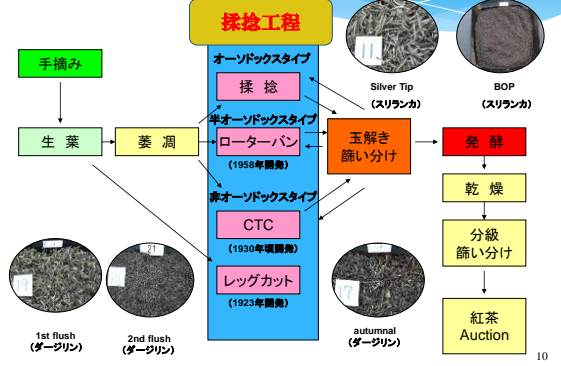 揉捻工程
オーソドックスタイプ
手摘み
揉 捻
11
Silver Tip
(スリランカ)
BOP
(スリランカ)
半オーソドックスタイプ
生 葉
萎 凋
ローターバン
(1958年開発)
玉解き
篩い分け
発 酵
乾 燥
非オーソドックスタイプ
CTC
(1930年頃開発)
分級
篩い分け
レッグカット
(1923年開発)
19
21
17
1st flush
(ダージリン)
2nd flush
(ダージリン)
autumnal
(ダージリン)
紅茶
Auction
10